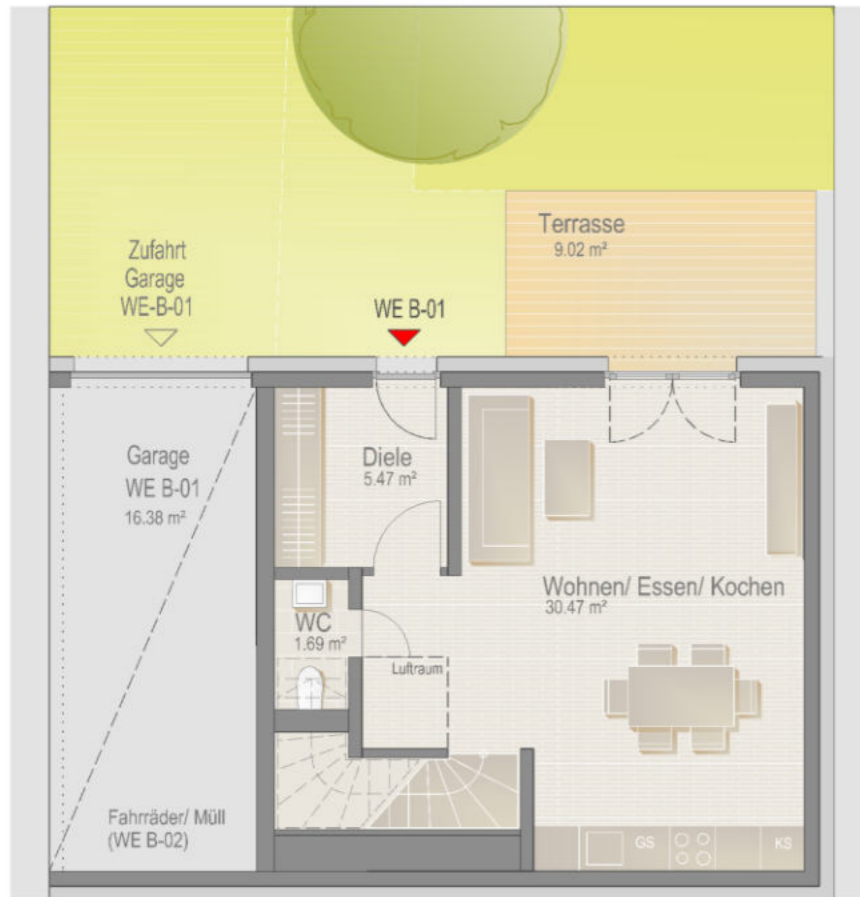 Terrasse
9.02 m²
Zufahrt
Garage
WE-B-01
WE B-01
Garage
WE B-01
16.38 m²
Diele
5.47 m²
Wohnen/ Essen/ Kochen
30.47 m²
WC
1.69 m²
Luftraum
Fahrräder/ Müll
(WE B-02)
GS
KS